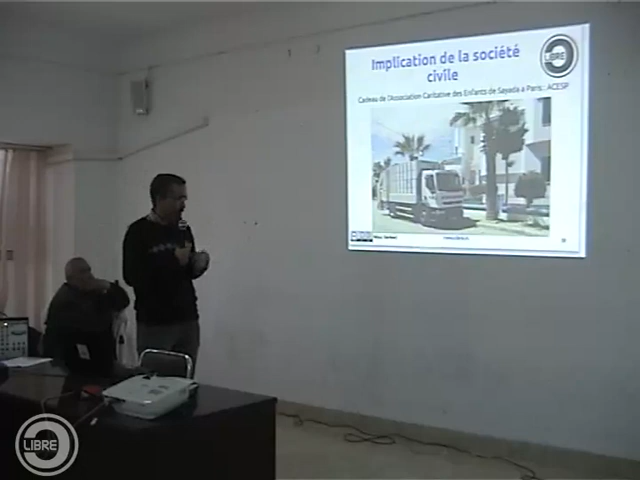 Implication de la société
civile
LIBRE
Cadeau de l'Association Caritative des Enfants de Sayada a Paris: ACESP
LIBRE